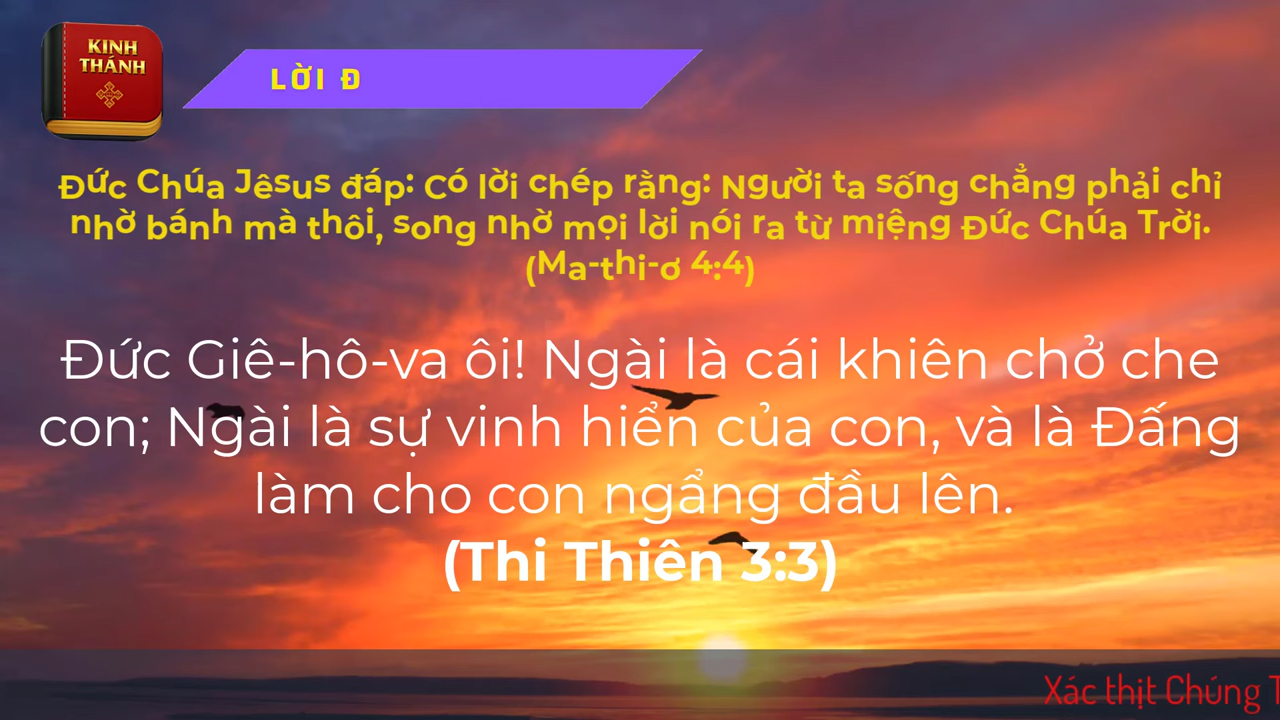 KINH
THÁNH
LỜI Đ
Đức Chúa Jêsus đáp: Có lời chép rằng: Người ta sống chẳng phải chỉ
nhờ bánh mà thôi, song nhờ mọi lời nói ra từ miệng Đức Chúa Trời.
(Ma-thi-ơ 4:4)
Đức Giê-hô-va ôi! Ngài là cái khiên chở che
con; Ngài là sự vinh hiển của con, và là Đấng
làm cho con ngẩng đầu lên.
(Thi Thiên 3:3)
Xác thịt Chúng T